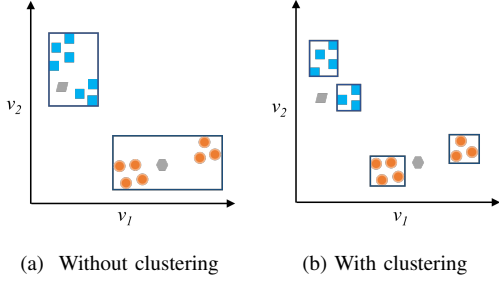 v2
v1
(a) Without clustering
v2
v1
(b) With clustering